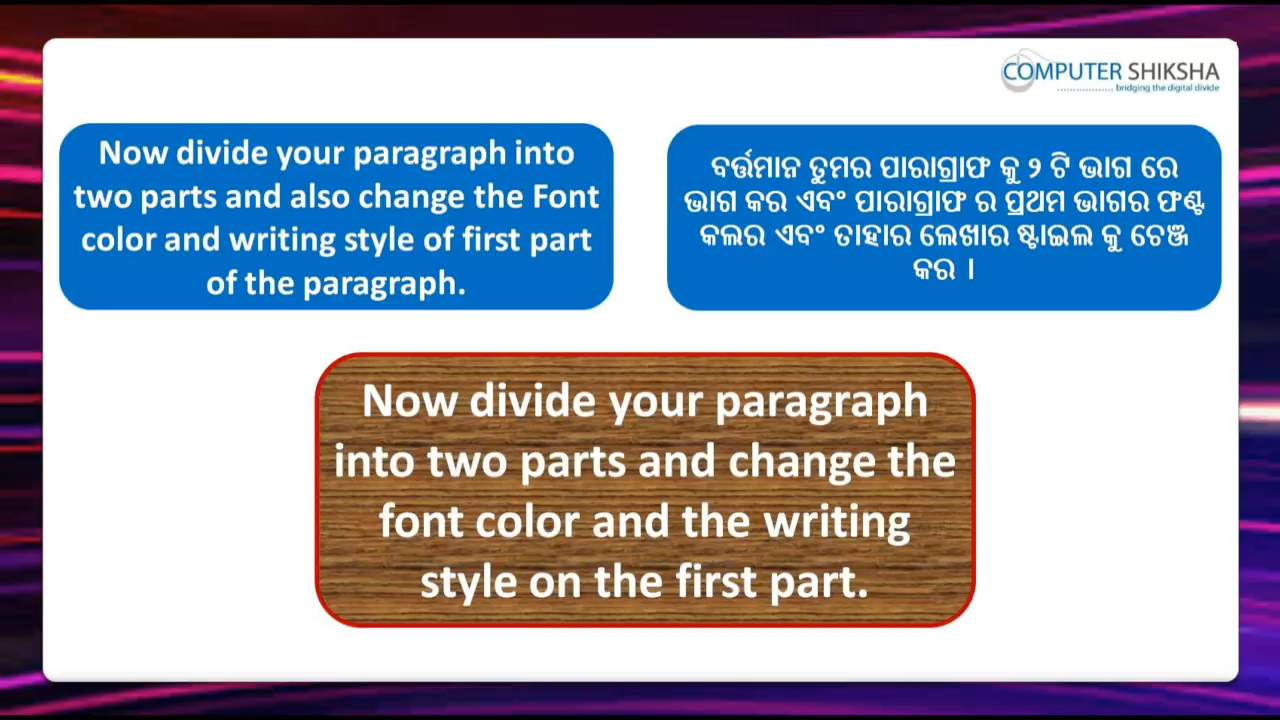 COMPUTER SHIKSHA
bridging the digital divide
Now divide your paragraph into
two parts and also change the Font
color and writing style of first part
of the paragraph.
ବର୍ତ୍ତମାନ ତୁମର ପାରାଗ୍ରାଫ କୁ ୨ ଟି ଭାଗ ରେ
ଭାଗ କର ଏବଂ ପାରାଗ୍ରାଫ ର ପ୍ରଥମ ଭାଗର ଫଣ୍ଟ
କଲର ଏବଂ ତାହାର ଲେଖାର ଷ୍ଟାଇଲ କୁ ଚେଞ୍ଜ
କର ।
Now divide your paragraph
into two parts and change the
font color and the writing
style on the first part.